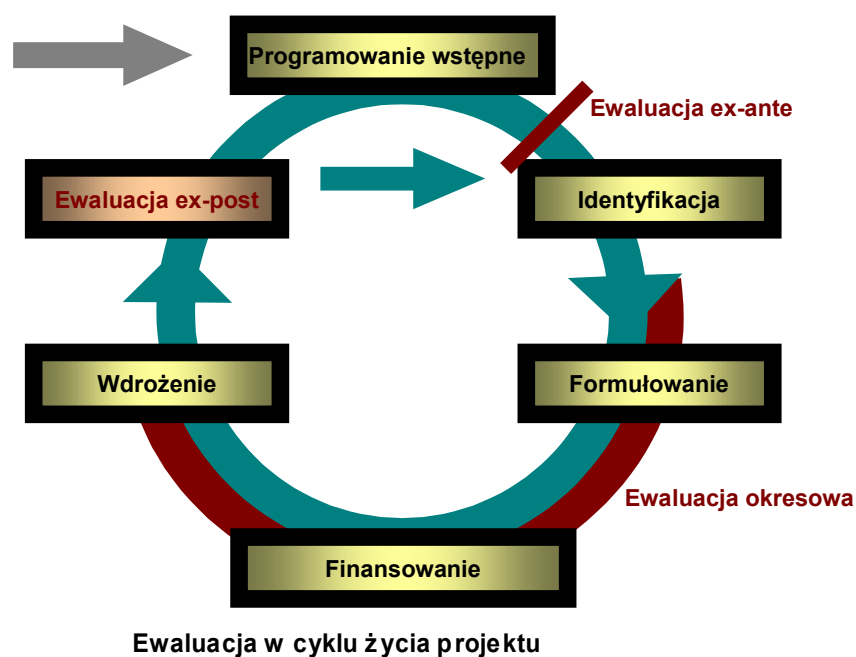 Programowanie wstępne
Ewaluacja ex-ante
Ewaluacja ex-post
Identyfikacja
Wdrożenie
Formułowanie
Ewaluacja okresowa
Finansowanie
Ewaluacja w cyklu życia projektu